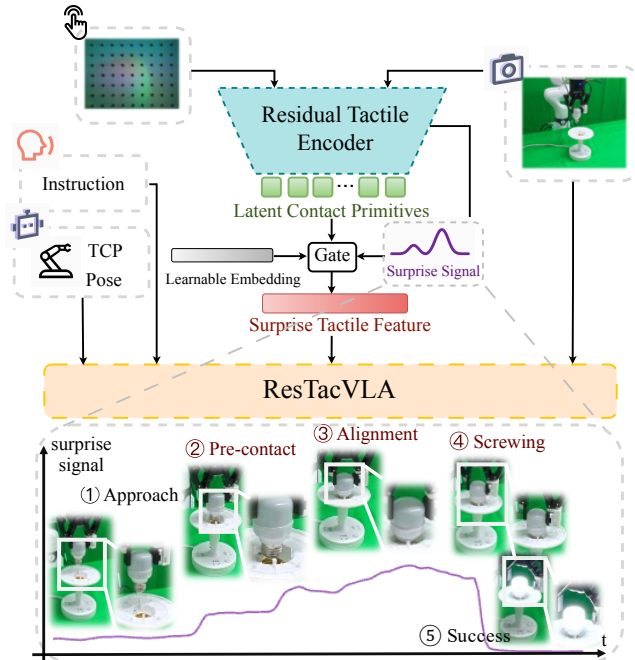 Residual Tactile
Encoder
Instruction
Latent Contact Primitives
TCP
Pose
Gate
Learnable Embedding
Surprise Signal
Surprise Tactile Feature
ResTacVLA
surprise
signal
① Approach
② Pre-contact
③ Alignment
④ Screwing
⑤ Success
t